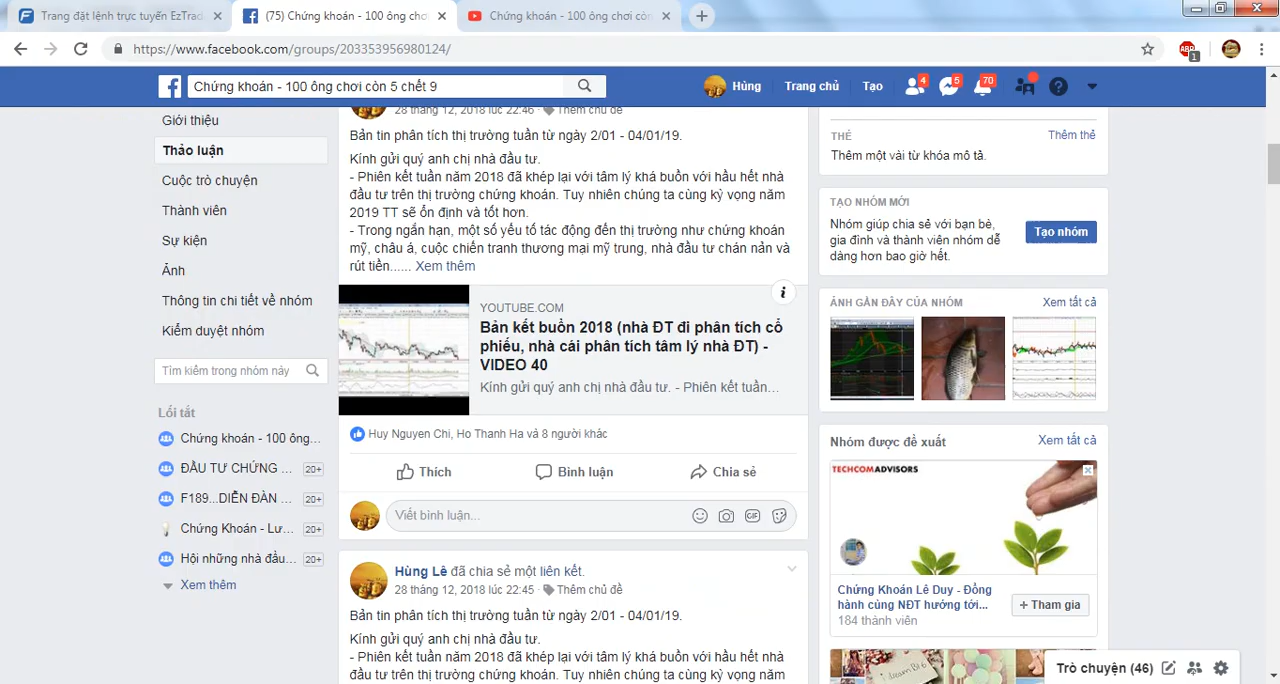 Trang đặt lệnh trực tuyến EzTrad
(75) Chứng khoán - 100 ông chơi
Chứng khoán - 100 ông chơi còn 5
https://www.facebook.com/groups/203353956980124/
ABP
1
Chứng khoán - 100 ông chơi còn 5 chết 9
Hùng
Trang chủ
Tạo
4
5
70
Giới thiệu
Thảo luận
Cuộc trò chuyện
Thành viên
Sự kiện
Ảnh
Thông tin chi tiết về nhóm
Kiểm duyệt nhóm
Tìm kiếm trong nhóm này
Lối tắt
Chứng khoán - 100 ông...
ĐẦU TƯ CHỨNG ... 20+
F189...DIỄN ĐÀN ... 20+
Chứng Khoán - Lư... 20+
Hội những nhà đầu... 20+
Xem thêm
28 tháng 12, 2018 lúc 22:46 · Thêm chủ đề
Bản tin phân tích thị trường tuần từ ngày 2/01 - 04/01/19.
Kính gửi quý anh chị nhà đầu tư.
- Phiên kết tuần năm 2018 đã khép lại với tâm lý khá buồn với hầu hết nhà
đầu tư trên thị trường chứng khoán. Tuy nhiên chúng ta cùng kỳ vọng năm
2019 TT sẽ ổn định và tốt hơn.
- Trong ngắn hạn, một số yếu tố tác động đến thị trường như chứng khoán
mỹ, châu á, cuộc chiến tranh thương mại mỹ trung, nhà đầu tư chán nản và
rút tiền...... Xem thêm
YOUTUBE.COM
Bản kết buồn 2018 (nhà ĐT đi phân tích cổ
phiếu, nhà cái phân tích tâm lý nhà ĐT) -
VIDEO 40
Kính gửi quý anh chị nhà đầu tư. - Phiên kết tuần...
Huy Nguyen Chi, Ho Thanh Ha và 8 người khác
Thích
Bình luận
Chia sẻ
Viết bình luận...
GIF
Hùng Lê đã chia sẻ một liên kết.
28 tháng 12, 2018 lúc 22:45 · Thêm chủ đề
Bản tin phân tích thị trường tuần từ ngày 2/01 - 04/01/19.
Kính gửi quý anh chị nhà đầu tư.
- Phiên kết tuần năm 2018 đã khép lại với tâm lý khá buồn với hầu hết nhà
đầu tư trên thị trường chứng khoán. Tuy nhiên chúng ta cùng kỳ vọng năm
THẺ
Thêm thẻ
Thêm một vài từ khóa mô tả.
TẠO NHÓM MỚI
Nhóm giúp chia sẻ với bạn bè,
gia đình và thành viên nhóm dễ
dàng hơn bao giờ hết.
Tạo nhóm
ẢNH GẦN ĐÂY CỦA NHÓM
Xem tất cả
Nhóm được đề xuất
Xem tất cả
TECHCOMADVISORS
Chứng Khoán Lê Duy - Đồng
hành cùng NĐT hướng tới...
184 thành viên
+ Tham gia
Trò chuyện (46)